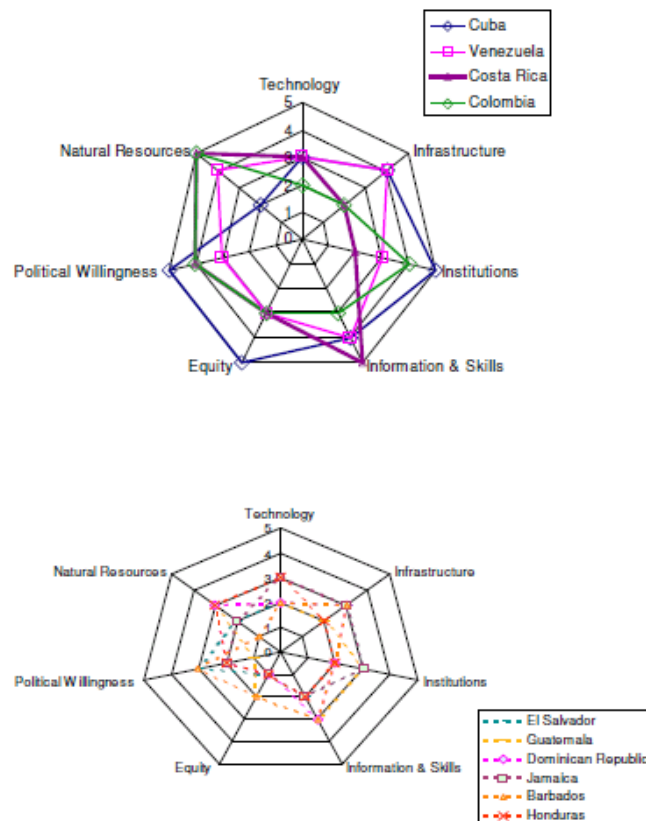 Cuba
Venezuela
Costa Rica
Colombia
Technology
5
4
3
2
1
0
Natural Resources
Infrastructure
Political Willingness
Institutions
Equity
Information & Skills
Technology
5
4
3
2
1
0
Natural Resources
Infrastructure
Political Willingness
Institutions
Equity
Information & Skills
El Salvador
Guatemala
Dominican Republic
Jamaica
Barbados
Honduras